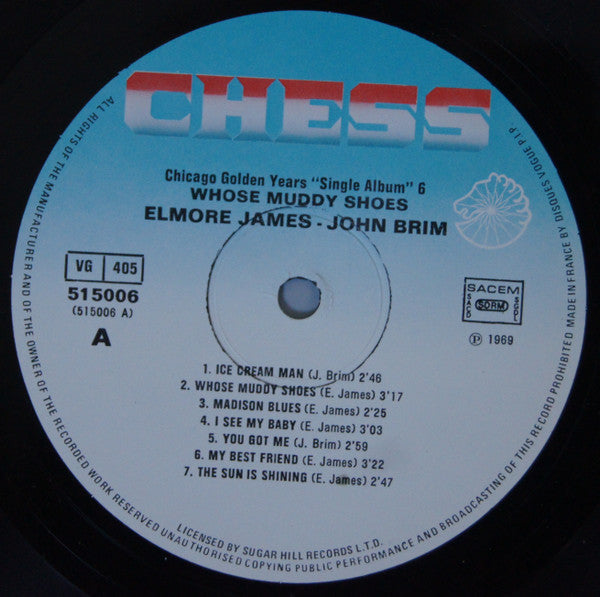 CHESS
Chicago Golden Years "Single Album" 6
WHOSE MUDDY SHOES
ELMORE JAMES - JOHN BRIM
VG 405
515006
(515006 A)
A
SACEM
SACD SDRM SGDL
℗ 1969
1. ICE CREAM MAN (J. Brim) 2'46
2. WHOSE MUDDY SHOES (E. James) 3'17
3. MADISON BLUES (E. James) 2'25
4. I SEE MY BABY (E. James) 3'03
5. YOU GOT ME (J. Brim) 2'59
6. MY BEST FRIEND (E. James) 3'22
7. THE SUN IS SHINING (E. James) 2'47
LICENSED BY SUGAR HILL RECORDS L.T.D.
ALL RIGHTS OF THE MANUFACTURER AND OF THE OWNER OF THE RECORDED WORK RESERVED UNAUTHORISED COPYING PUBLIC PERFORMANCE AND BROADCASTING OF THIS RECORD PROHIBITED MADE IN FRANCE BY DISQUES VOGUE P.I.P.